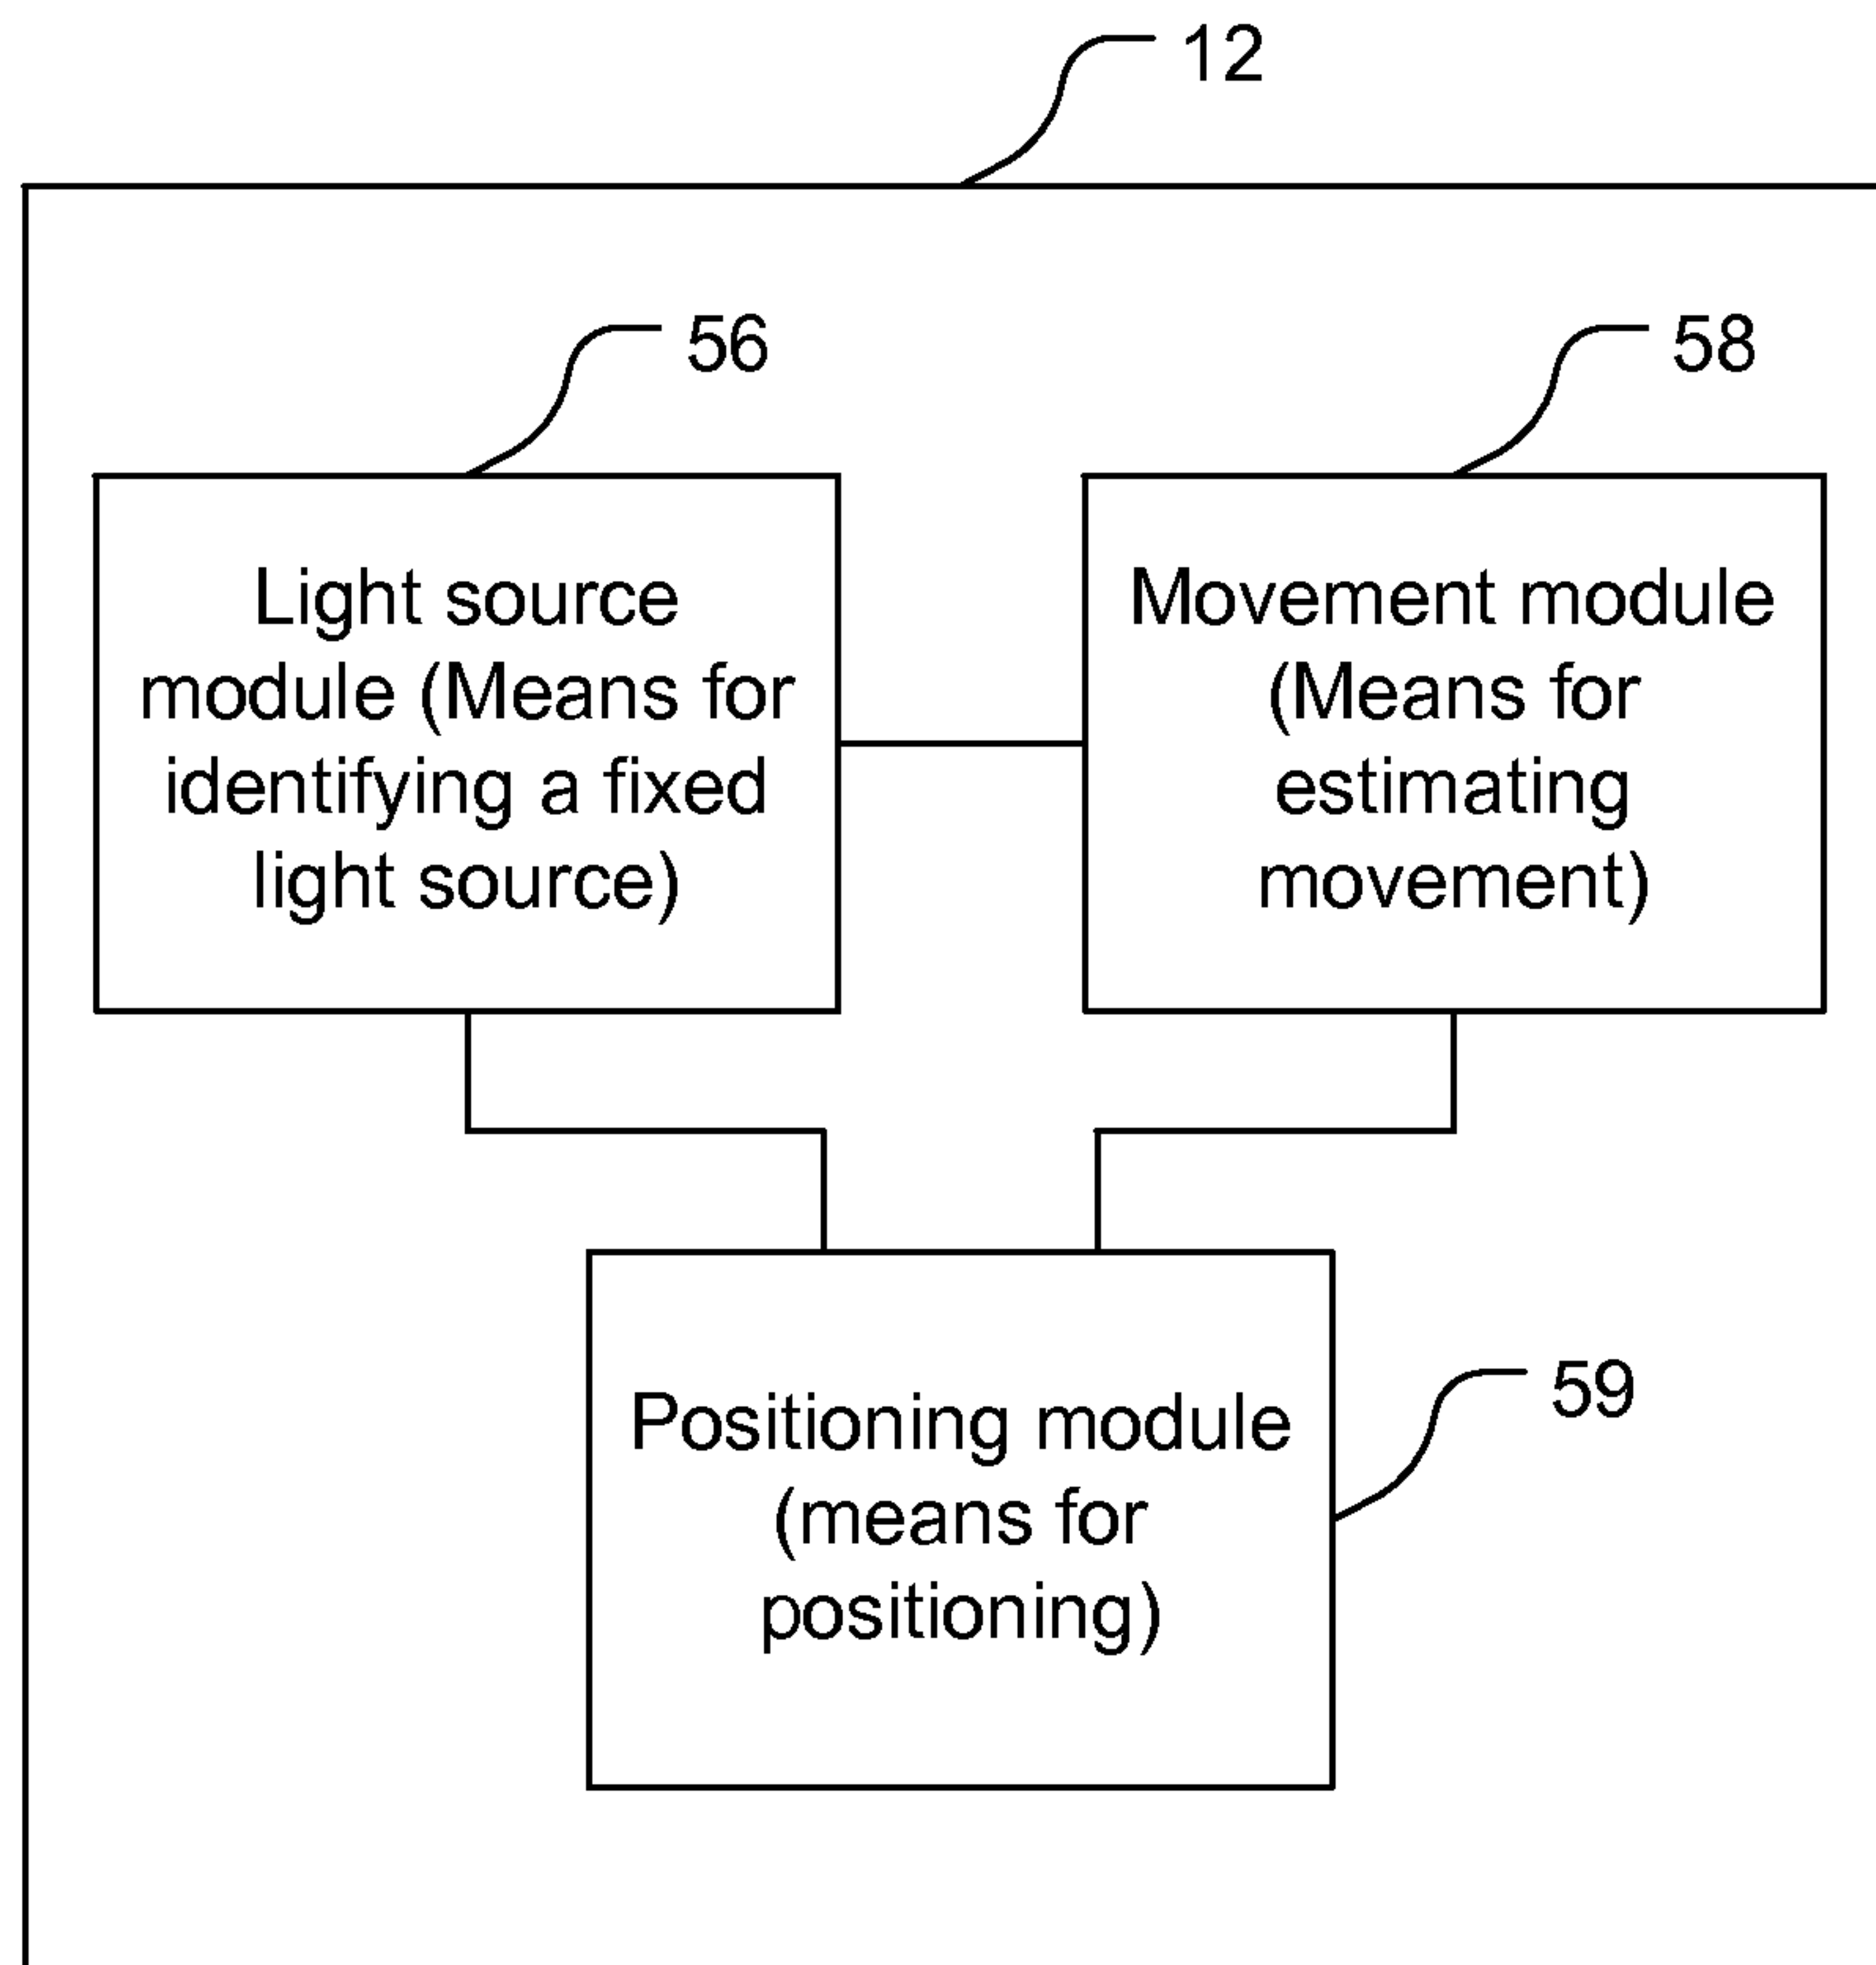 12
56
58
Light source
module (Means for
identifying a fixed
light source)
Movement module
(Means for
estimating
movement)
59
Positioning module
(means for
positioning)